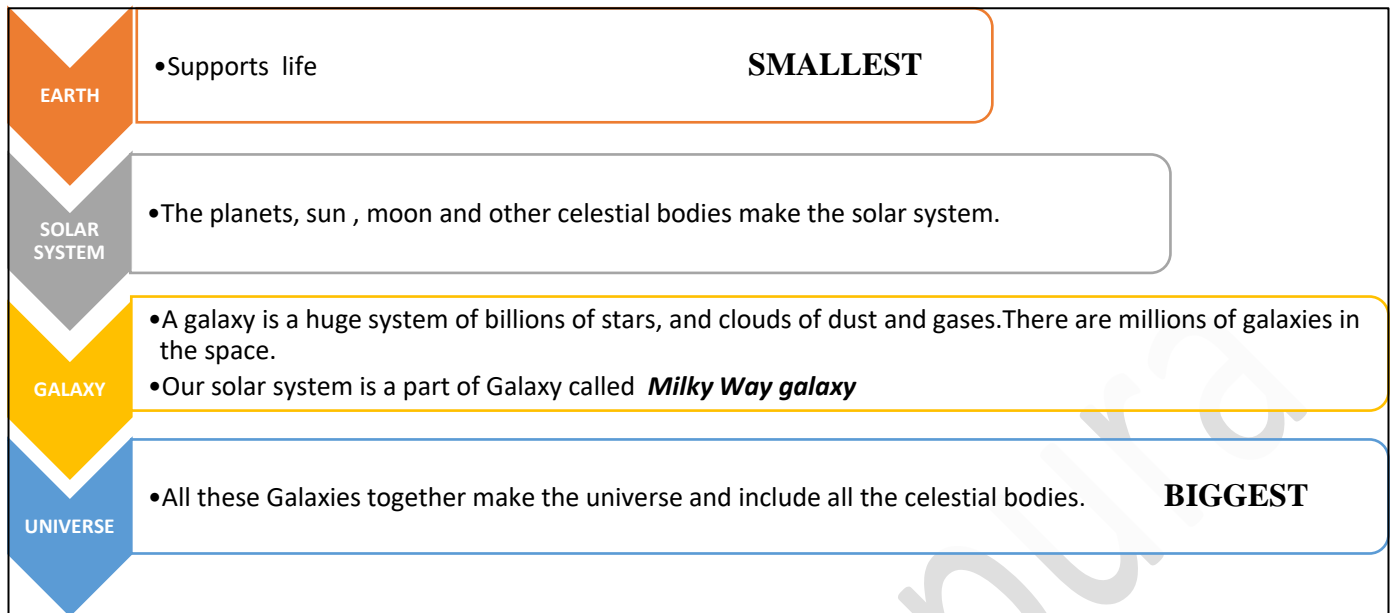 EARTH
•Supports life
SMALLEST
SOLAR
SYSTEM
•The planets, sun , moon and other celestial bodies make the solar system.
GALAXY
•A galaxy is a huge system of billions of stars, and clouds of dust and gases.There are millions of galaxies in
the space.
•Our solar system is a part of Galaxy called Milky Way galaxy
UNIVERSE
•All these Galaxies together make the universe and include all the celestial bodies.
BIGGEST